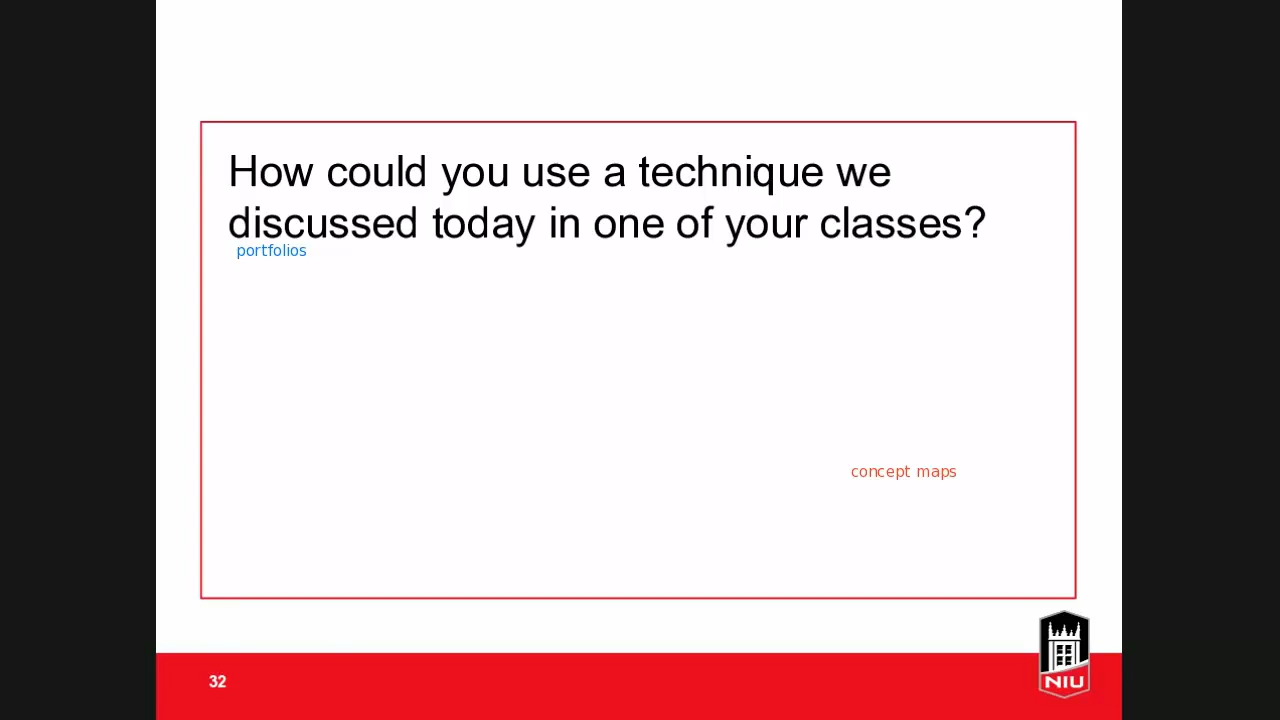 How could you use a technique we
discussed today in one of your classes?
portfolios
concept maps
32
NIU